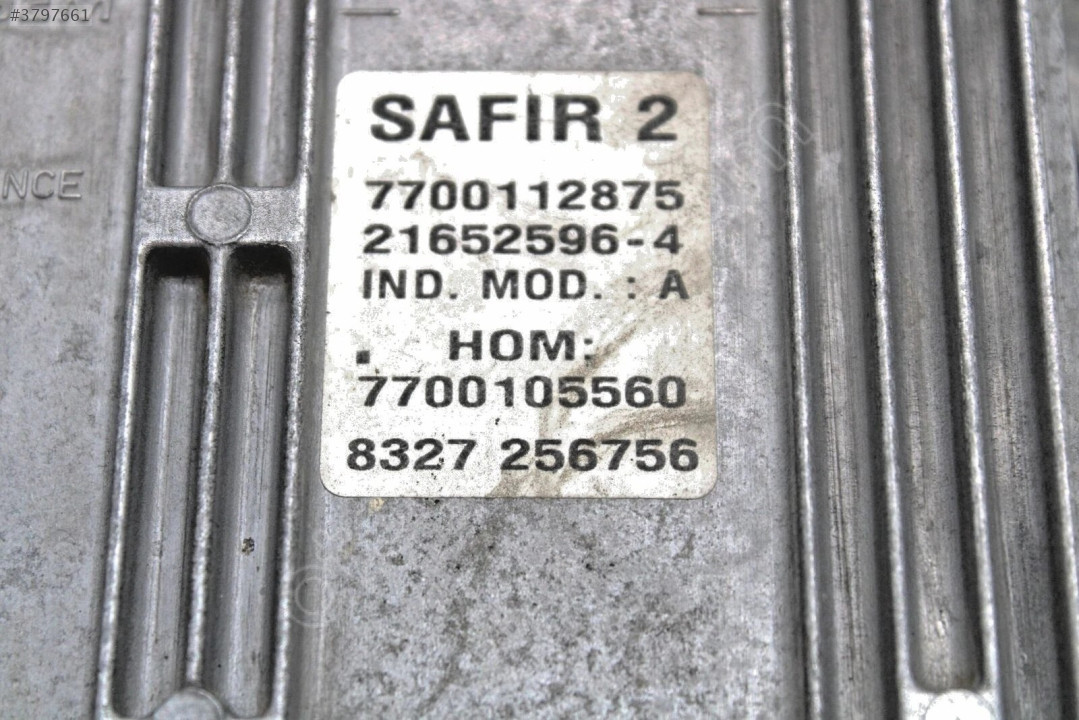 #3797661
NCE
SAFIR 2
7700112875
21652596-4
IND. MOD. : A
. HOM:
7700105560
8327 256756